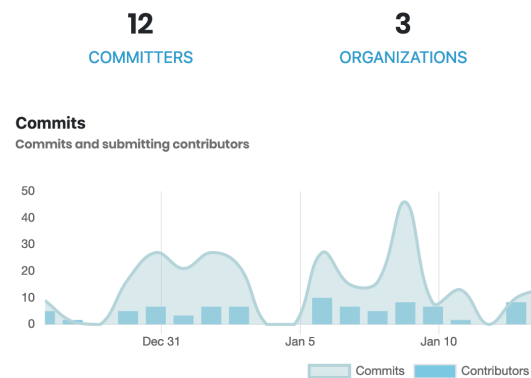 12
COMMITTERS
3
ORGANIZATIONS
Commits
Commits and submitting contributors
50
40
30
20
10
0
Dec 31
Jan 5
Jan 10
Commits
Contributors